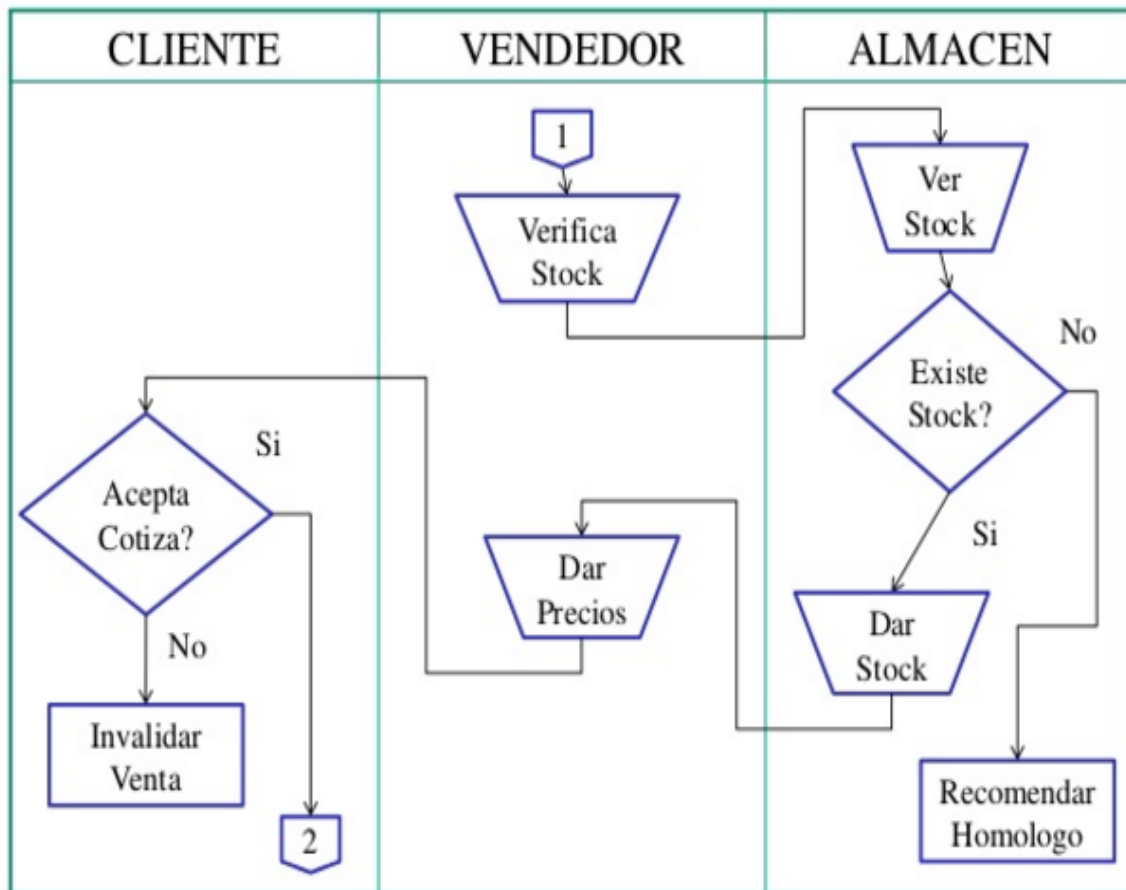 CLIENTE
VENDEDOR
ALMACEN
1
Verifica
Stock
Ver
Stock
Existe
Stock?
No
Si
Dar
Stock
Recomendar
Homologo
Dar
Precios
Acepta
Cotiza?
Si
No
Invalidar
Venta
2